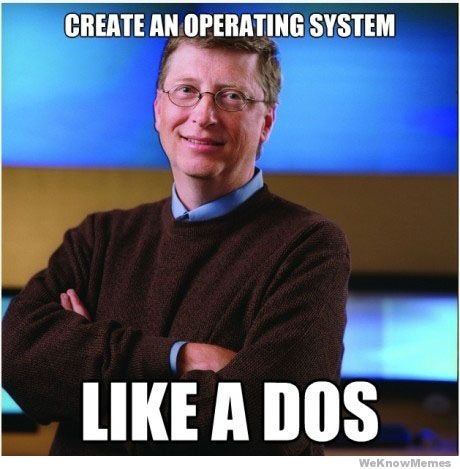 CREATE AN OPERATING SYSTEM
LIKE A DOS
WeKnowMemes